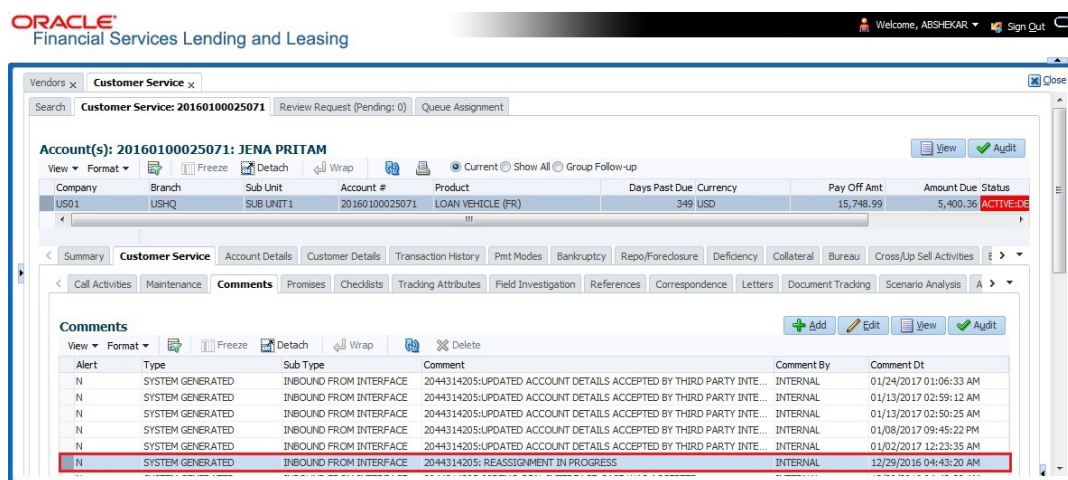 ORACLE
Financial Services Lending and Leasing
Welcome, ABSHEKAR Sign Out
Vendors x Customer Service x Close
Search Customer Service: 20160100025071 Review Request (Pending: 0) Queue Assignment
Account(s): 20160100025071: JENA PRITAM View Audit
View Format Freeze Detach Wrap Current Show All Group Follow-up
Company Branch Sub Unit Account # Product Days Past Due Currency Pay Off Amt Amount Due Status
US01 USHQ SUB UNIT1 20160100025071 LOAN VEHICLE (FR) 349 USD 15,748.99 5,400.36 ACTIVE:DE
Summary Customer Service Account Details Customer Details Transaction History Pmt Modes Bankruptcy Repo/Foreclosure Deficiency Collateral Bureau Cross/Up Sell Activities
Call Activities Maintenance Comments Promises Checklists Tracking Attributes Field Investigation References Correspondence Letters Document Tracking Scenario Analysis A
Comments Add Edit View Audit
View Format Freeze Detach Wrap Delete
Alert Type Sub Type Comment Comment By Comment Dt
N SYSTEM GENERATED INBOUND FROM INTERFACE 2044314205:UPDATED ACCOUNT DETAILS ACCEPTED BY THIRD PARTY INTE... INTERNAL 01/24/2017 01:06:33 AM
N SYSTEM GENERATED INBOUND FROM INTERFACE 2044314205:UPDATED ACCOUNT DETAILS ACCEPTED BY THIRD PARTY INTE... INTERNAL 01/13/2017 02:59:12 AM
N SYSTEM GENERATED INBOUND FROM INTERFACE 2044314205:UPDATED ACCOUNT DETAILS ACCEPTED BY THIRD PARTY INTE... INTERNAL 01/13/2017 02:50:25 AM
N SYSTEM GENERATED INBOUND FROM INTERFACE 2044314205:UPDATED ACCOUNT DETAILS ACCEPTED BY THIRD PARTY INTE... INTERNAL 01/08/2017 09:45:22 PM
N SYSTEM GENERATED INBOUND FROM INTERFACE 2044314205:UPDATED ACCOUNT DETAILS ACCEPTED BY THIRD PARTY INTE... INTERNAL 01/02/2017 12:23:35 AM
N SYSTEM GENERATED INBOUND FROM INTERFACE 2044314205: REASSIGNMENT IN PROGRESS INTERNAL 12/29/2016 04:43:20 AM